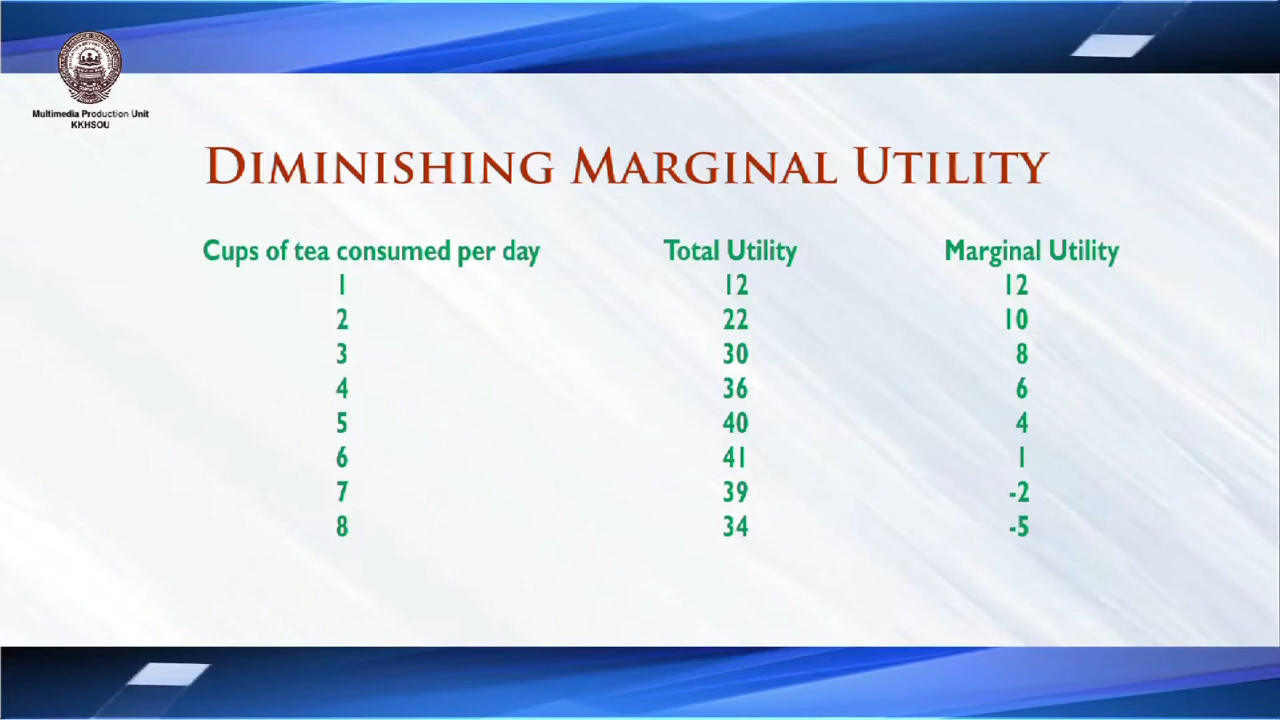 Multimedia Production Unit
KKHSOU
DIMINISHING MARGINAL UTILITY
Cups of tea consumed per day Total Utility Marginal Utility
1 12 12
2 22 10
3 30 8
4 36 6
5 40 4
6 41 1
7 39 -2
8 34 -5